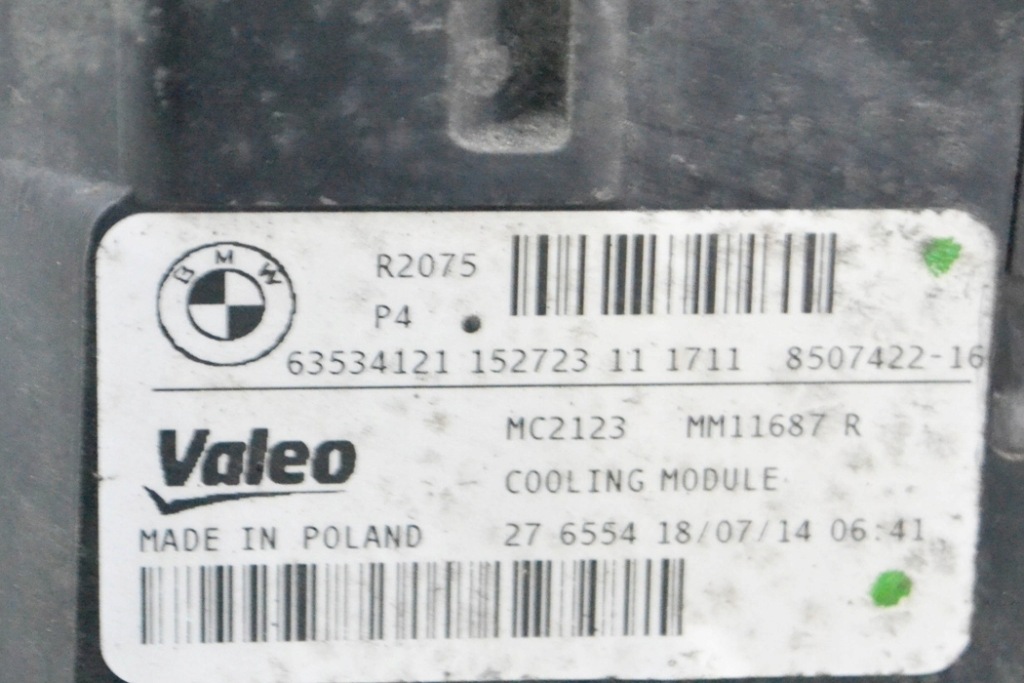 BMW
R2075
P4
63534121 152723 11 1711 8507422-16
Valeo
MC2123 MM11687 R
COOLING MODULE
MADE IN POLAND 27 6554 18/07/14 06:41